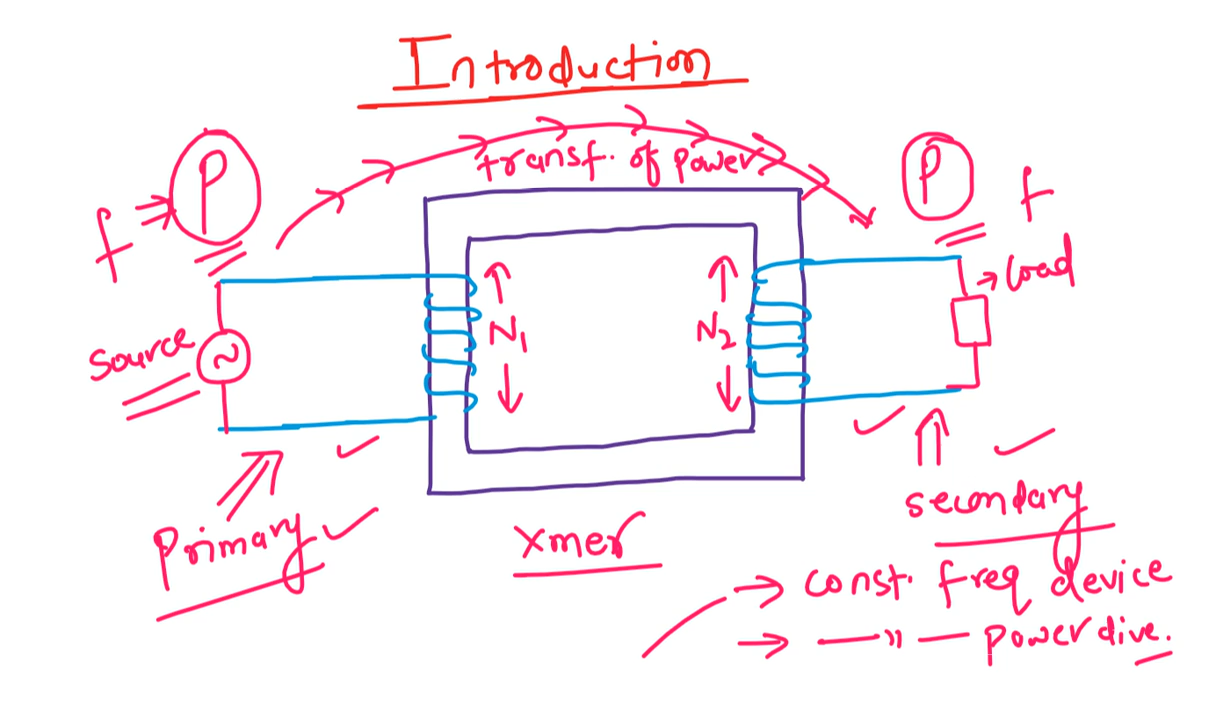 Introduction
transf. of power
P
f
P
f
→ load
N1
N2
source
~
Primary
secondary
xmer
→ const. freq device
→ —〃— power dive.